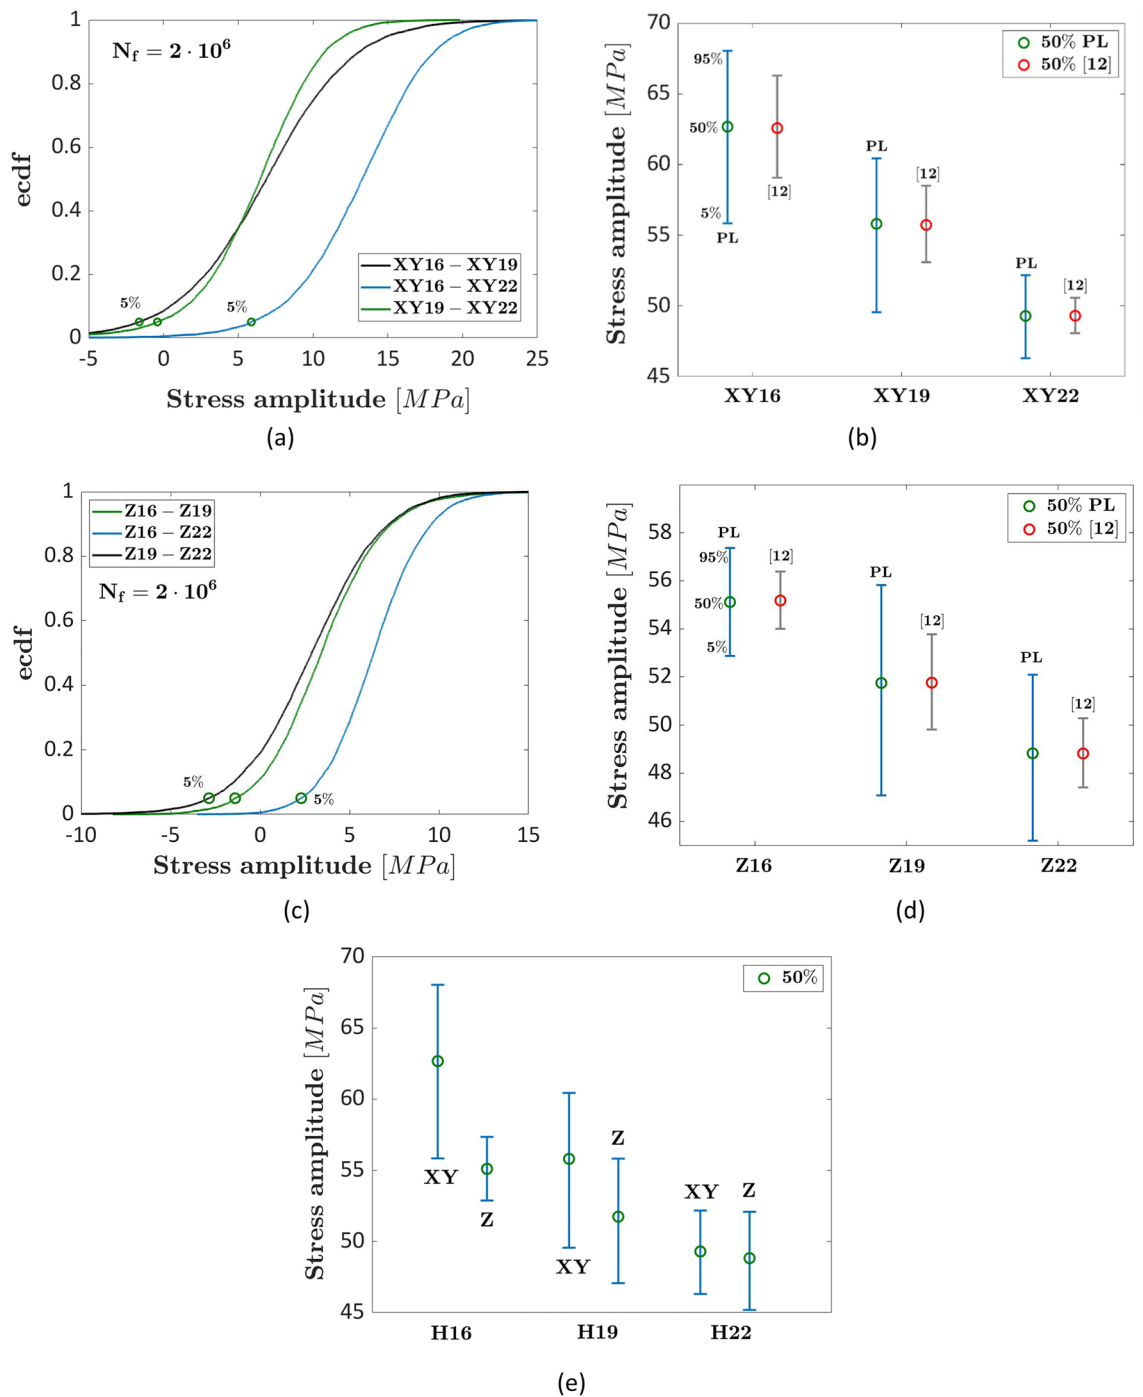 N_f = 2 · 10^6
1
0.8
0.6
0.4
0.2
0
ecdf
5%
5%
XY16 – XY19
XY16 – XY22
XY19 – XY22
-5 0 5 10 15 20 25
Stress amplitude [MPa]
(a)
70
65
60
55
50
45
Stress amplitude [MPa]
50% PL
50% [12]
95%
50%
5%
PL
[12]
PL
[12]
PL
[12]
XY16 XY19 XY22
(b)
1
0.8
0.6
0.4
0.2
0
ecdf
Z16 – Z19
Z16 – Z22
Z19 – Z22
N_f = 2 · 10^6
5%
5%
-10 -5 0 5 10 15
Stress amplitude [MPa]
(c)
58
56
54
52
50
48
46
Stress amplitude [MPa]
50% PL
50% [12]
PL
95%
50%
5%
[12]
PL
[12]
PL
[12]
Z16 Z19 Z22
(d)
70
65
60
55
50
45
Stress amplitude [MPa]
50%
XY
Z
XY
Z
XY
Z
H16 H19 H22
(e)